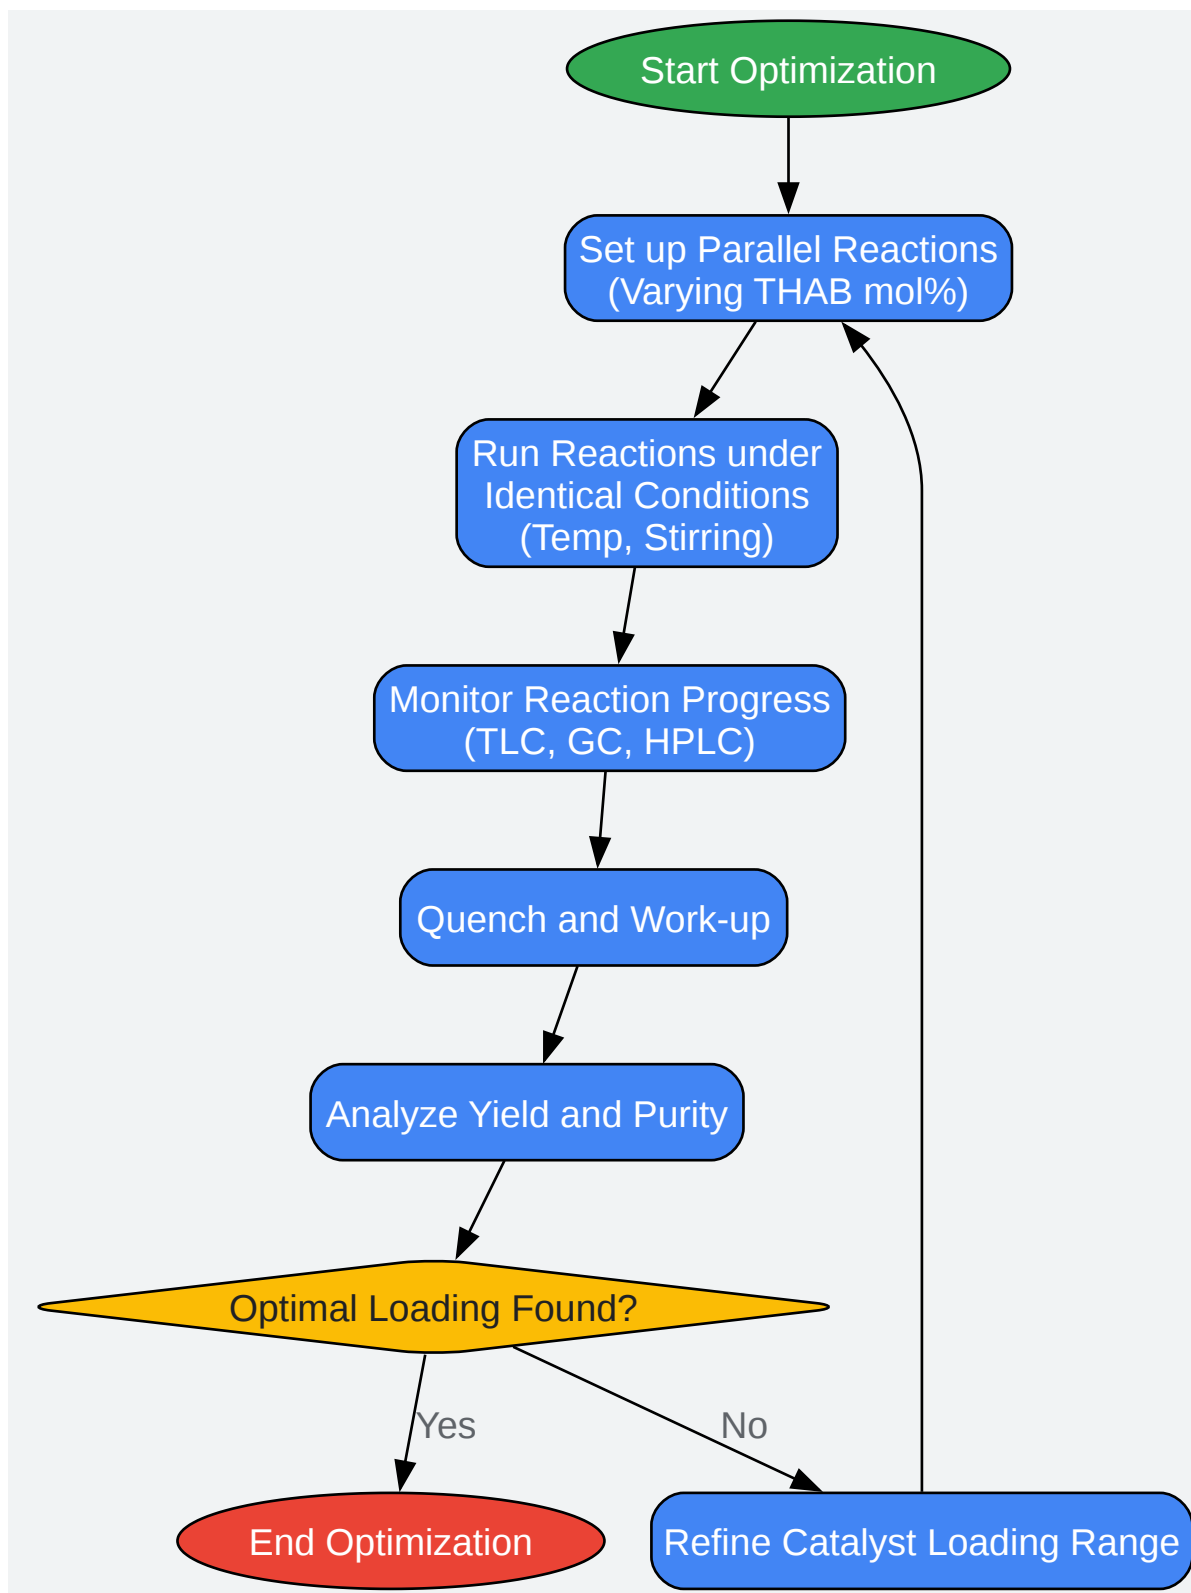 Start Optimization
Set up Parallel Reactions
(Varying THAB mol%)
Run Reactions under
Identical Conditions
(Temp, Stirring)
Monitor Reaction Progress
(TLC, GC, HPLC)
Quench and Work-up
Analyze Yield and Purity
Optimal Loading Found?
Yes
No
End Optimization
Refine Catalyst Loading Range